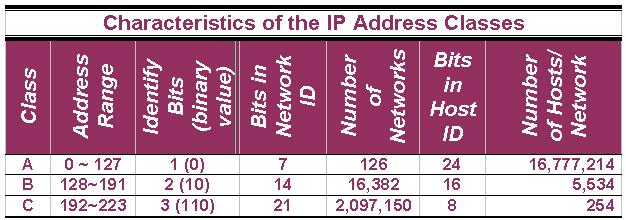 Characteristics of the IP Address Classes
Class Address Range Identify Bits (binary value) Bits in Network ID Number of Networks Bits in Host ID Number of Hosts/ Network
A 0 ~ 127 1 (0) 7 126 24 16,777,214
B 128~191 2 (10) 14 16,382 16 5,534
C 192~223 3 (110) 21 2,097,150 8 254